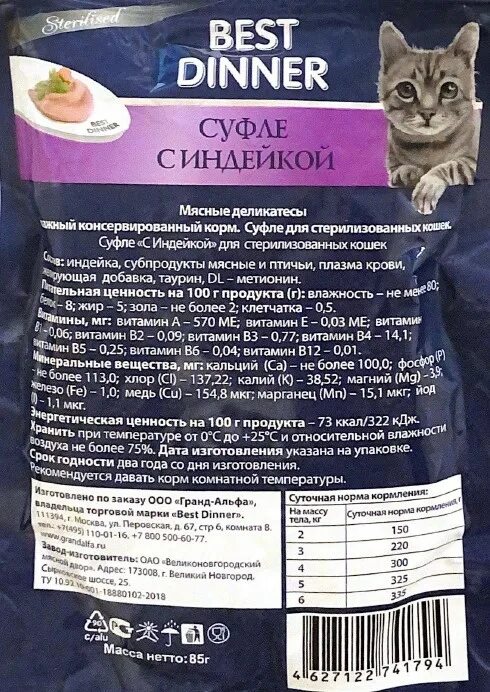 Sterilised
BEST
DINNER
BEST
DINNER
СУФЛЕ
С ИНДЕЙКОЙ
Мясные деликатесы
консервированный корм. Суфле для стерилизованных кошек.
Суфле «С Индейкой» для стерилизованных кошек
Состав: индейка, субпродукты мясные и птичьи, плазма крови,
добавка, таурин, DL – метионин.
Питательная ценность на 100 г продукта (г): влажность – не менее 80;
белок – 8; жир – 5; зола – не более 2; клетчатка – 0,5.
Витамины, мг: витамин А – 570 МЕ; витамин Е – 0,03 МЕ; витамин
В1 – 0,06; витамин В2 – 0,09; витамин В3 – 0,77; витамин В4 – 14,1;
витамин В5 – 0,25; витамин В6 – 0,04; витамин В12 – 0,01.
Минеральные вещества, мг: кальций (Са) – не более 100,0; фосфор (Р)
– не более 113,0; хлор (Cl) – 137,22; калий (К) – 38,52; магний (Mg) – 3,9;
железо (Fe) – 1,0; медь (Cu) – 154,8 мкг; марганец (Mn) – 15,1 мкг; йод
(I) – 1,1 мкг.
Энергетическая ценность на 100 г продукта – 73 ккал/322 кДж.
Хранить при температуре от 0°С до +25°С и относительной влажности
воздуха не более 75%. Дата изготовления указана на упаковке.
Срок годности два года со дня изготовления.
Рекомендуется давать корм комнатной температуры.
Изготовлено по заказу ООО «Гранд-Альфа»,
владельца торговой марки «Best Dinner».
111394, г. Москва, ул. Перовская, д. 67, стр 6, комната 8.
тел.: +7(495) 110-01-16, +7 800 500-60-77.
www.grandalfa.ru
Завод-изготовитель: ОАО «Великоновгородский
мясной двор». Адрес: 173008, г. Великий Новгород,
Сырковское шоссе, 25.
ТУ 10.92.10-001-18880102-2018
Суточная норма кормления:
На массу тела, кг Суточная норма кормления, г
2 150
3 220
4 300
5 325
6 335
90
c/alu
Масса нетто: 85г
4 627122 741794